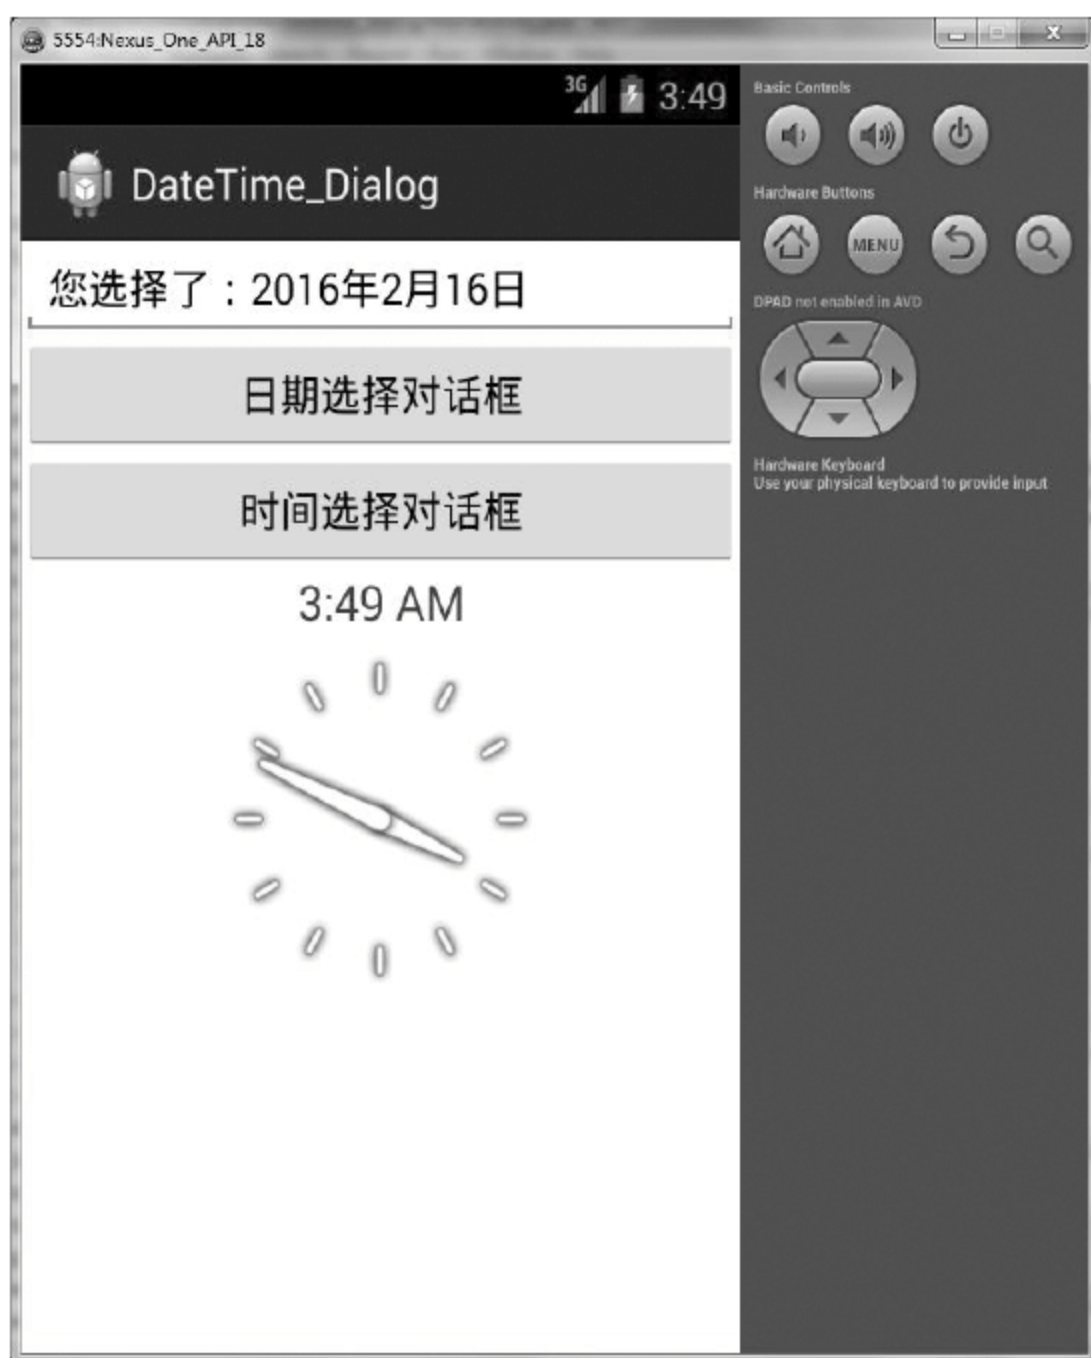 5554:Nexus_One_API_18
3G 3:49
DateTime_Dialog
您选择了：2016年2月16日
日期选择对话框
时间选择对话框
3:49 AM
Basic Controls
Hardware Buttons
MENU
DPAD not enabled in AVD
Hardware Keyboard
Use your physical keyboard to provide input